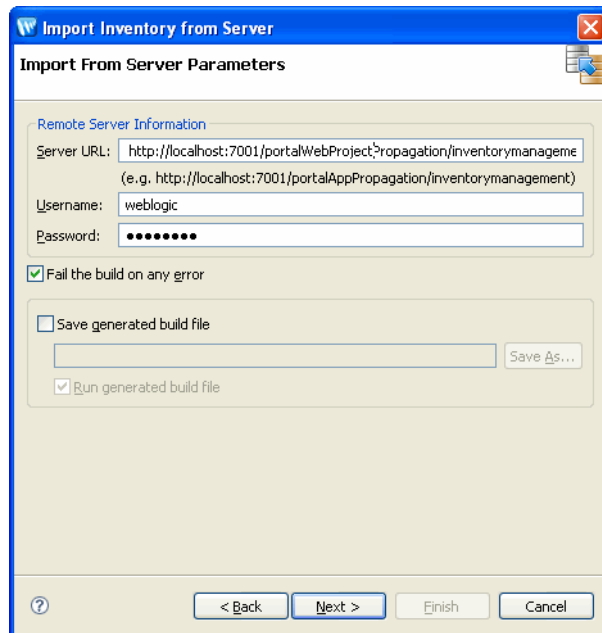 Import Inventory from Server
Import From Server Parameters
Remote Server Information
Server URL: http://localhost:7001/portalWebProjectPropagation/inventorymanageme
(e.g. http://localhost:7001/portalAppPropagation/inventorymanagement)
Username: weblogic
Password: ●●●●●●●●
Fail the build on any error
Save generated build file
Save As...
Run generated build file
< Back Next > Finish Cancel